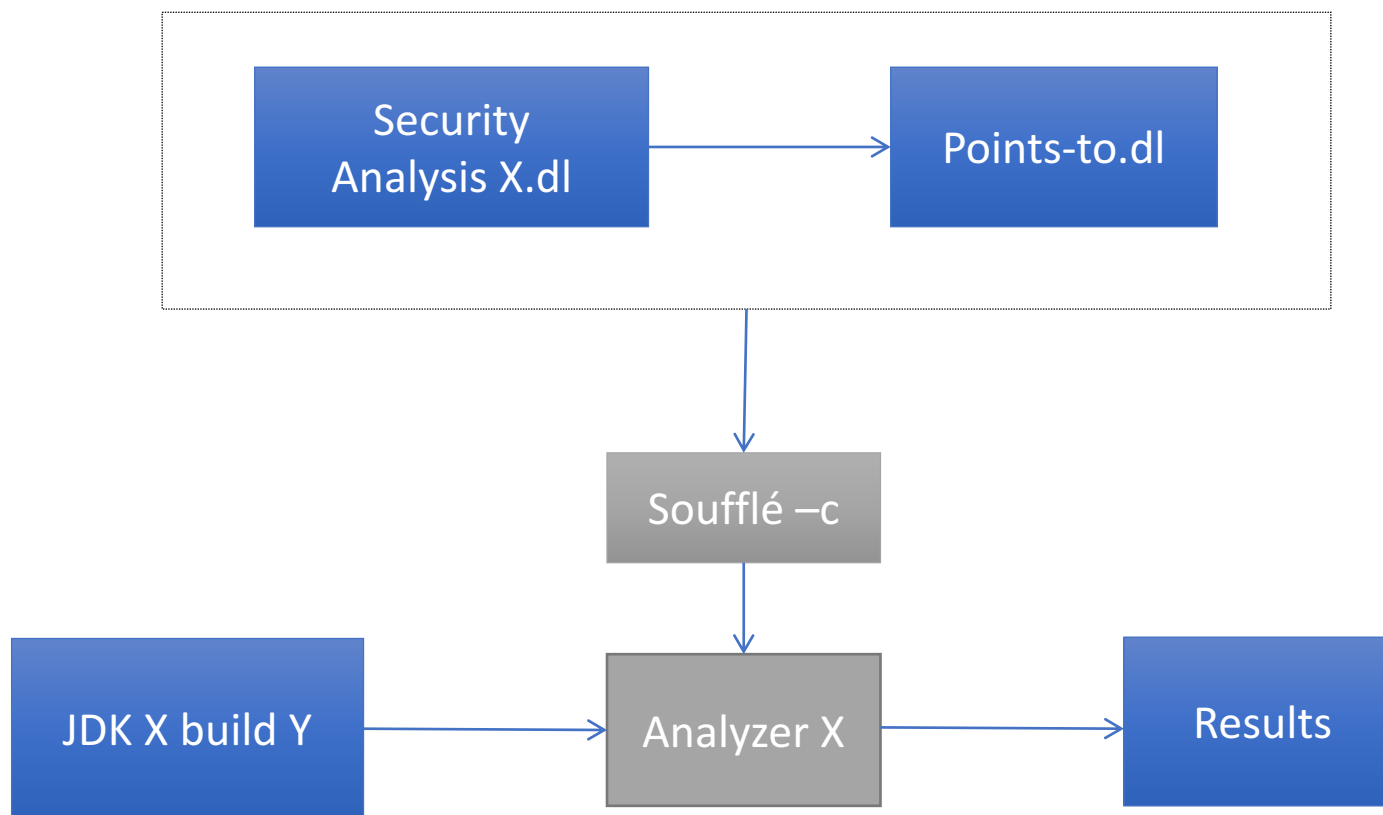 Security
Analysis X.dl
Points-to.dl
Soufflé –c
JDK X build Y
Analyzer X
Results